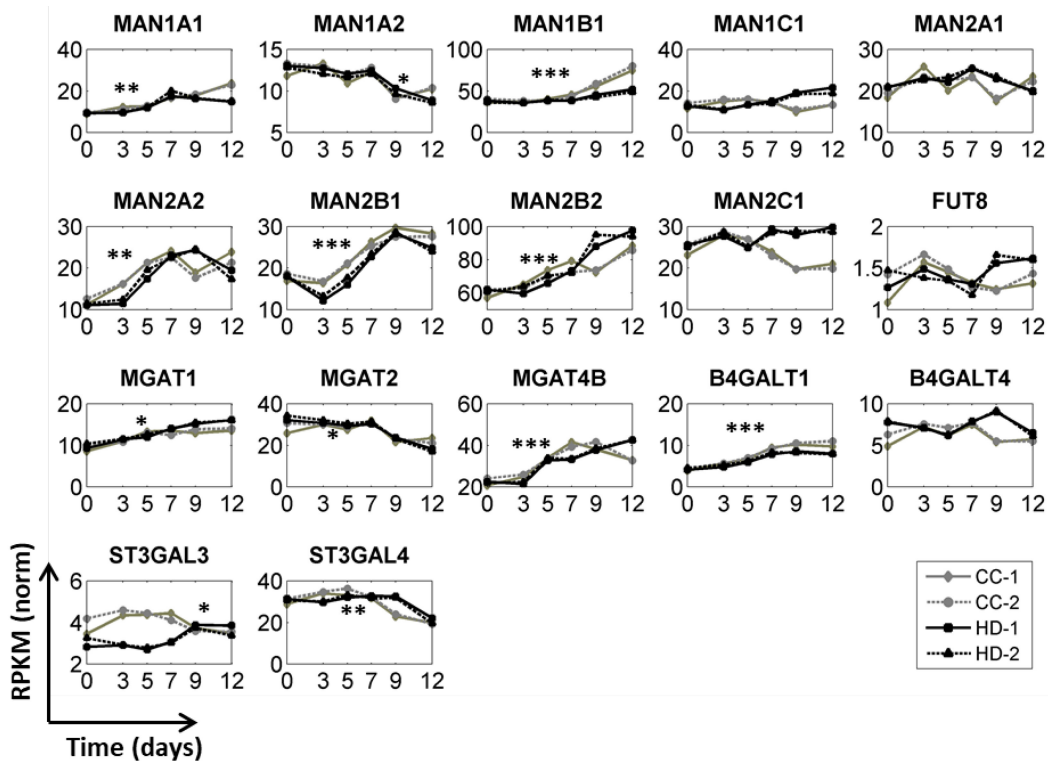 MAN1A1 MAN1A2 MAN1B1 MAN1C1 MAN2A1
40 15 100 40 30
20 ** 10 * 50 *** 20 20
0 5 0 0 10
0 3 5 7 9 12 0 3 5 7 9 12 0 3 5 7 9 12 0 3 5 7 9 12 0 3 5 7 9 12
MAN2A2 MAN2B1 MAN2B2 MAN2C1 FUT8
30 30 100 30 2
20 ** 20 *** 80 *** 20 1.5
10 10 60 10 1
0 3 5 7 9 12 0 3 5 7 9 12 0 3 5 7 9 12 0 3 5 7 9 12 0 3 5 7 9 12
MGAT1 MGAT2 MGAT4B B4GALT1 B4GALT4
20 40 60 20 10
10 * 20 * 40 *** 10 *** 5
0 0 20 0 0
0 3 5 7 9 12 0 3 5 7 9 12 0 3 5 7 9 12 0 3 5 7 9 12 0 3 5 7 9 12
ST3GAL3 ST3GAL4
6 40
4 * 20 **
2 0
0 3 5 7 9 12 0 3 5 7 9 12
CC-1
CC-2
HD-1
HD-2
RPKM (norm)
Time (days)